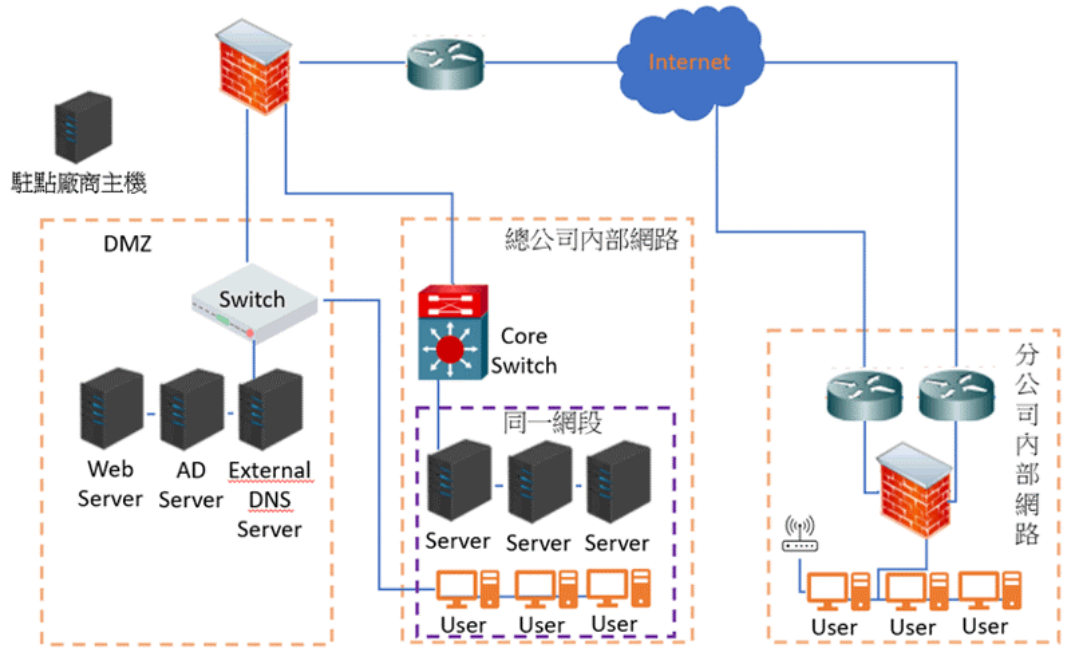 Internet
駐點廠商主機
DMZ
Switch
Web
Server
AD
Server
External
DNS
Server
總公司內部網路
Core
Switch
同一網段
Server
Server
Server
User
User
User
分公司內部網路
User
User
User